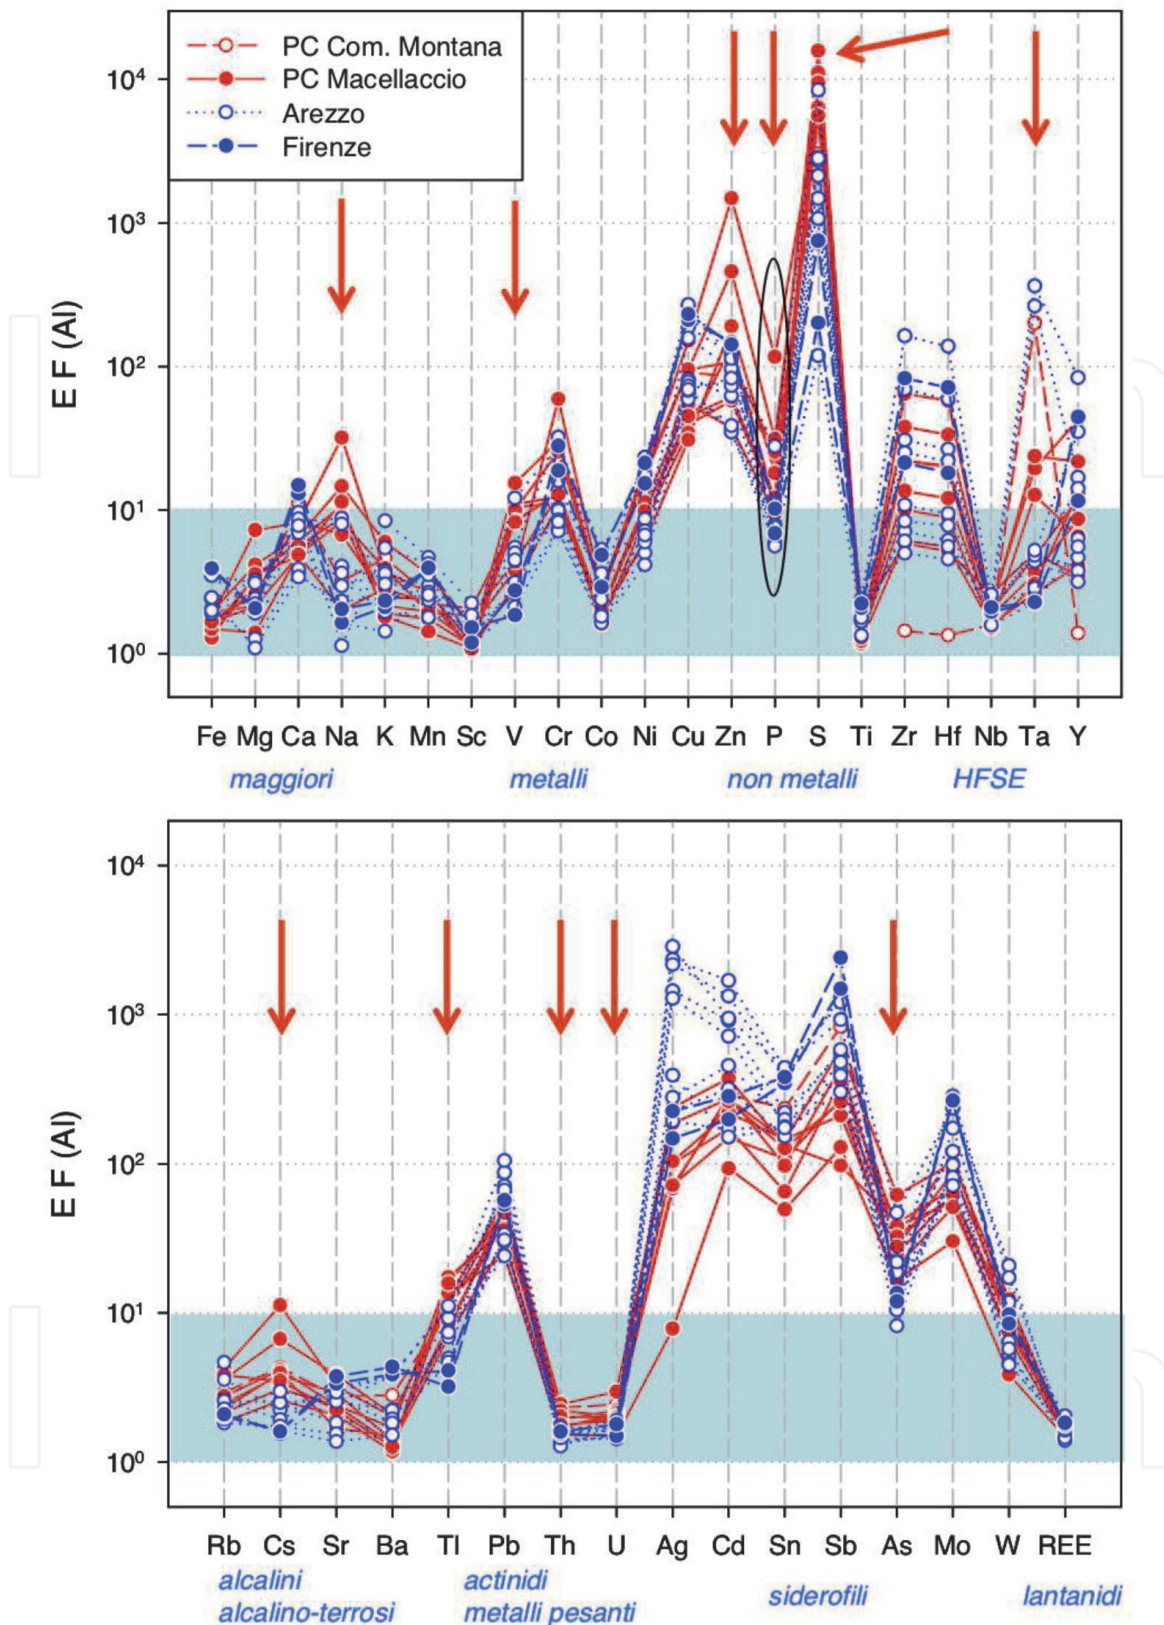 PC Com. Montana
PC Macellaccio
Arezzo
Firenze
10⁴
10³
10²
10¹
10⁰
E F (Al)
Fe Mg Ca Na K Mn Sc V Cr Co Ni Cu Zn P S Ti Zr Hf Nb Ta Y
maggiori metalli non metalli HFSE
10⁴
10³
10²
10¹
10⁰
E F (Al)
Rb Cs Sr Ba Tl Pb Th U Ag Cd Sn Sb As Mo W REE
alcalini actinidi siderofili lantanidi
alcalino-terrosi metalli pesanti